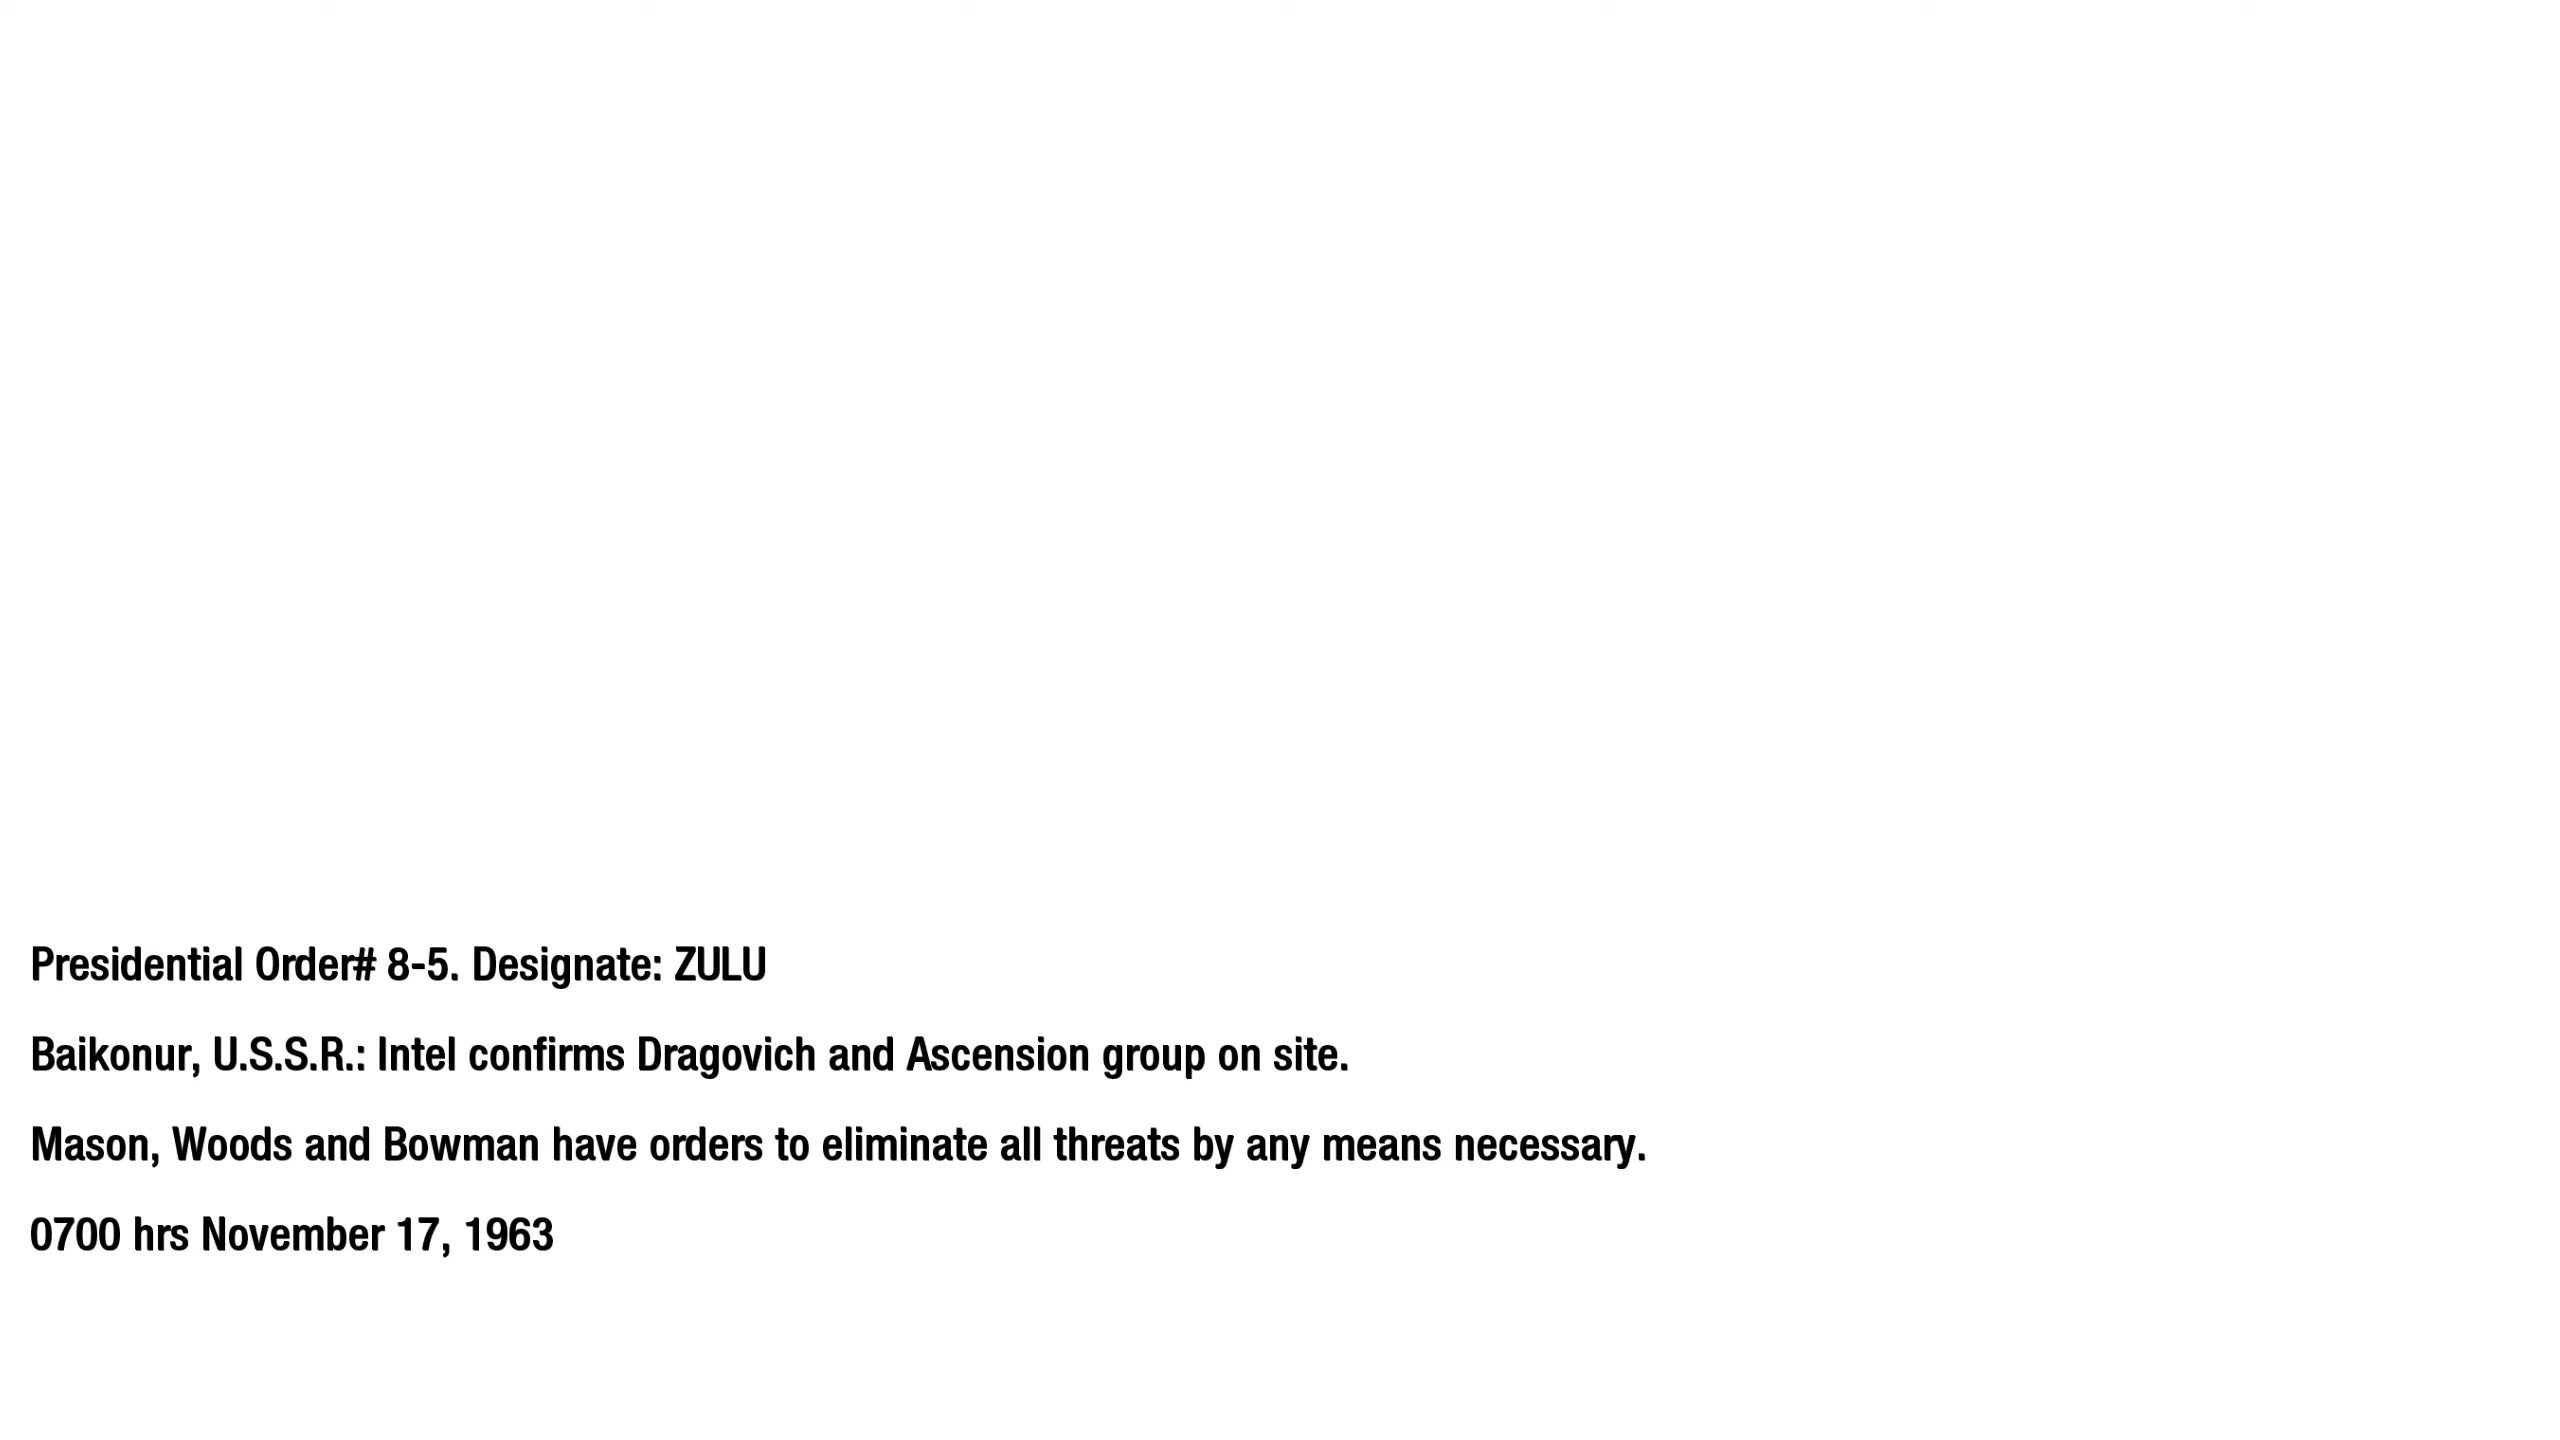 Presidential Order# 8-5. Designate: ZULU
Baikonur, U.S.S.R.: Intel confirms Dragovich and Ascension group on site.
Mason, Woods and Bowman have orders to eliminate all threats by any means necessary.
0700 hrs November 17, 1963